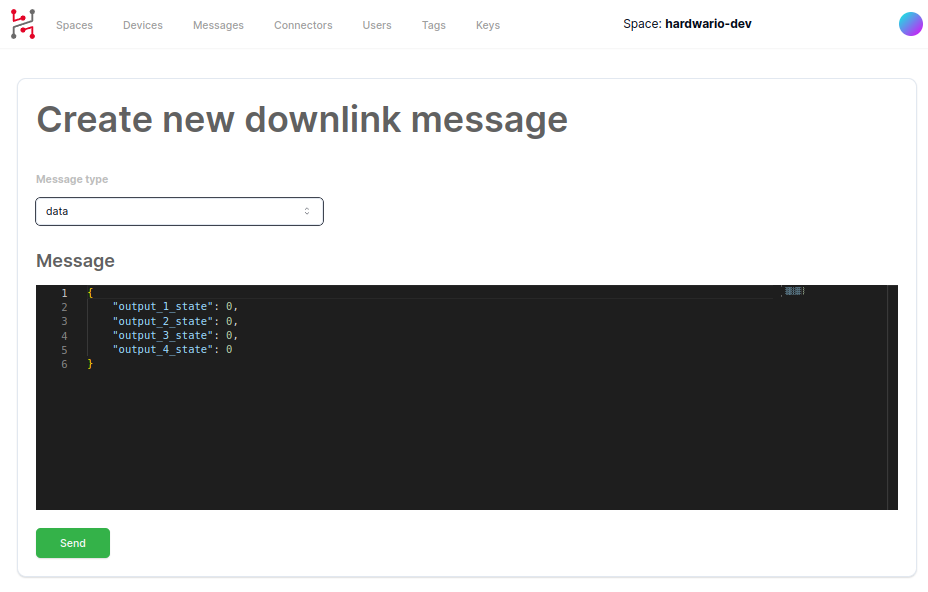 Spaces Devices Messages Connectors Users Tags Keys Space: hardwario-dev
Create new downlink message
Message type
data
Message
1 {
2     "output_1_state": 0,
3     "output_2_state": 0,
4     "output_3_state": 0,
5     "output_4_state": 0
6 }
Send